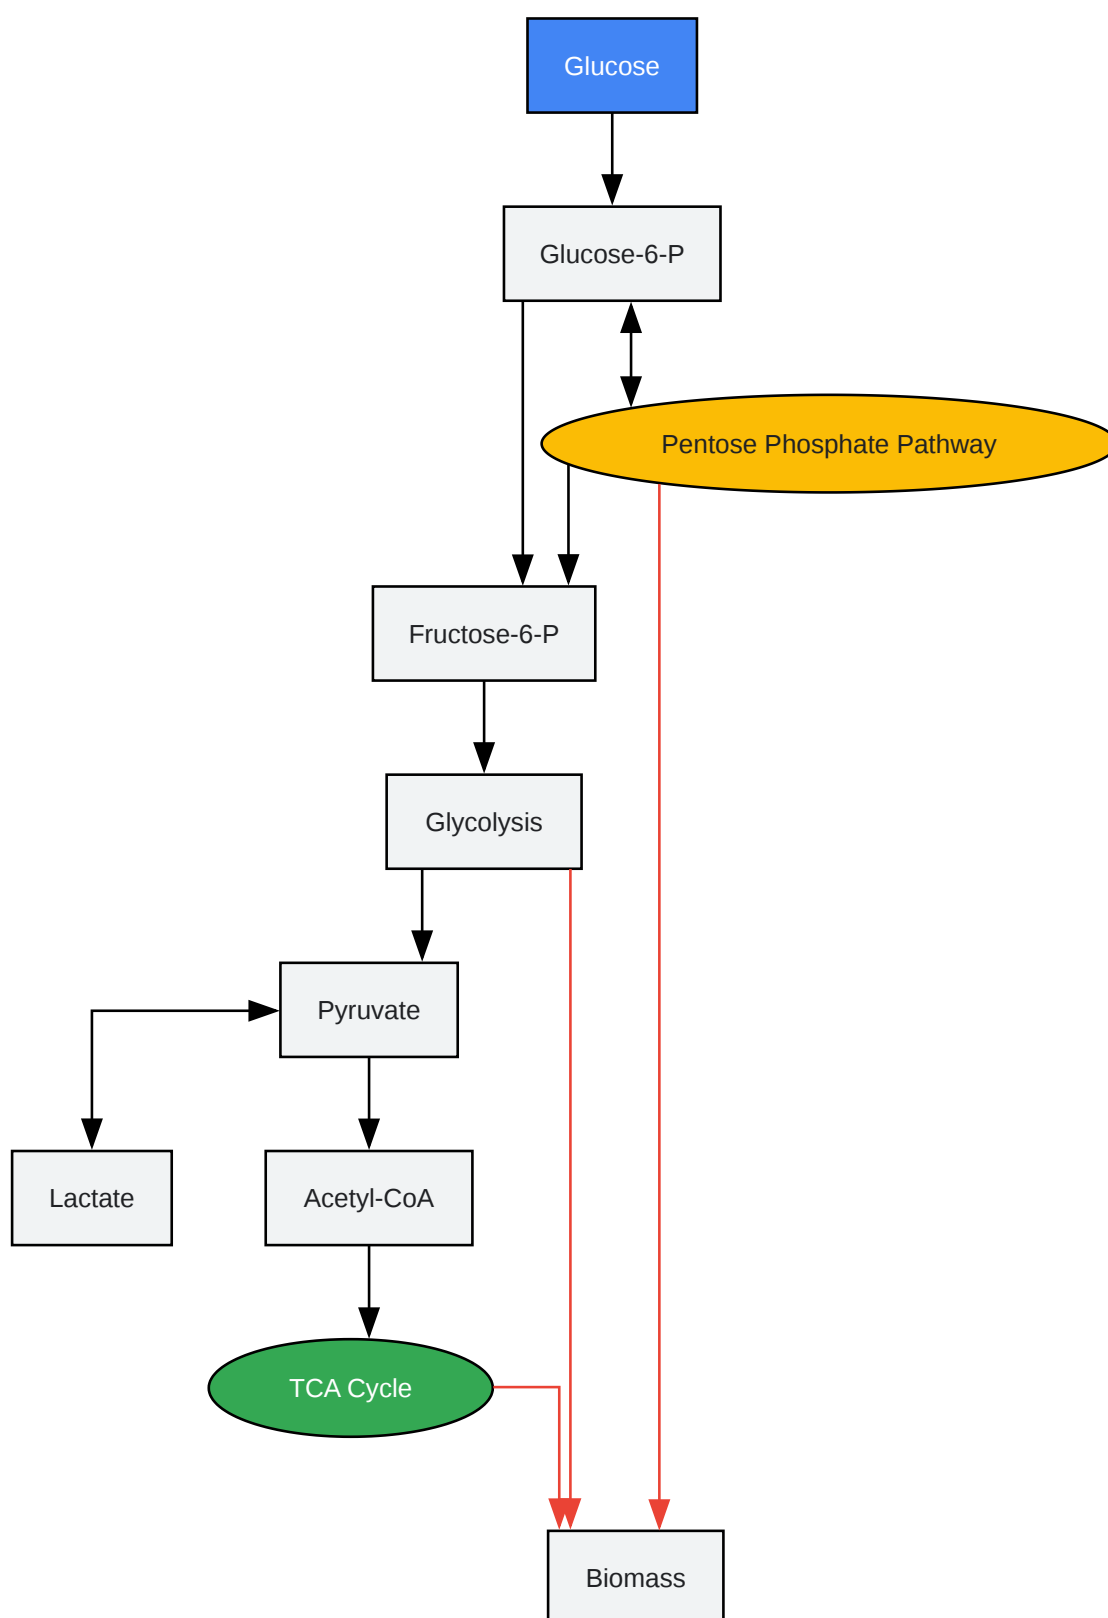 Glucose
Glucose-6-P
Pentose Phosphate Pathway
Fructose-6-P
Glycolysis
Pyruvate
Lactate
Acetyl-CoA
TCA Cycle
Biomass